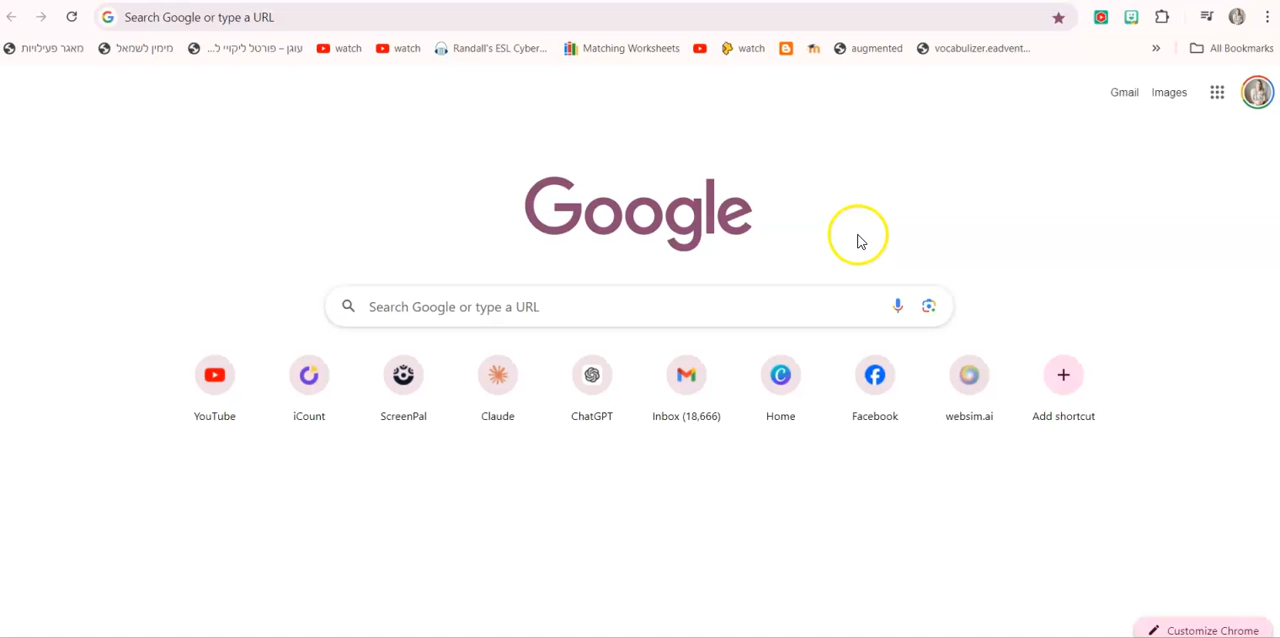 Search Google or type a URL
מאגר פעילויות
מימין לשמאל
עוגן – פורטל ליקויי ל...
watch
watch
Randall's ESL Cyber...
Matching Worksheets
watch
augmented
vocabulizer.eadvent...
»
All Bookmarks
Gmail
Images
Google
Search Google or type a URL
YouTube
iCount
ScreenPal
Claude
ChatGPT
Inbox (18,666)
Home
Facebook
websim.ai
Add shortcut
Customize Chrome